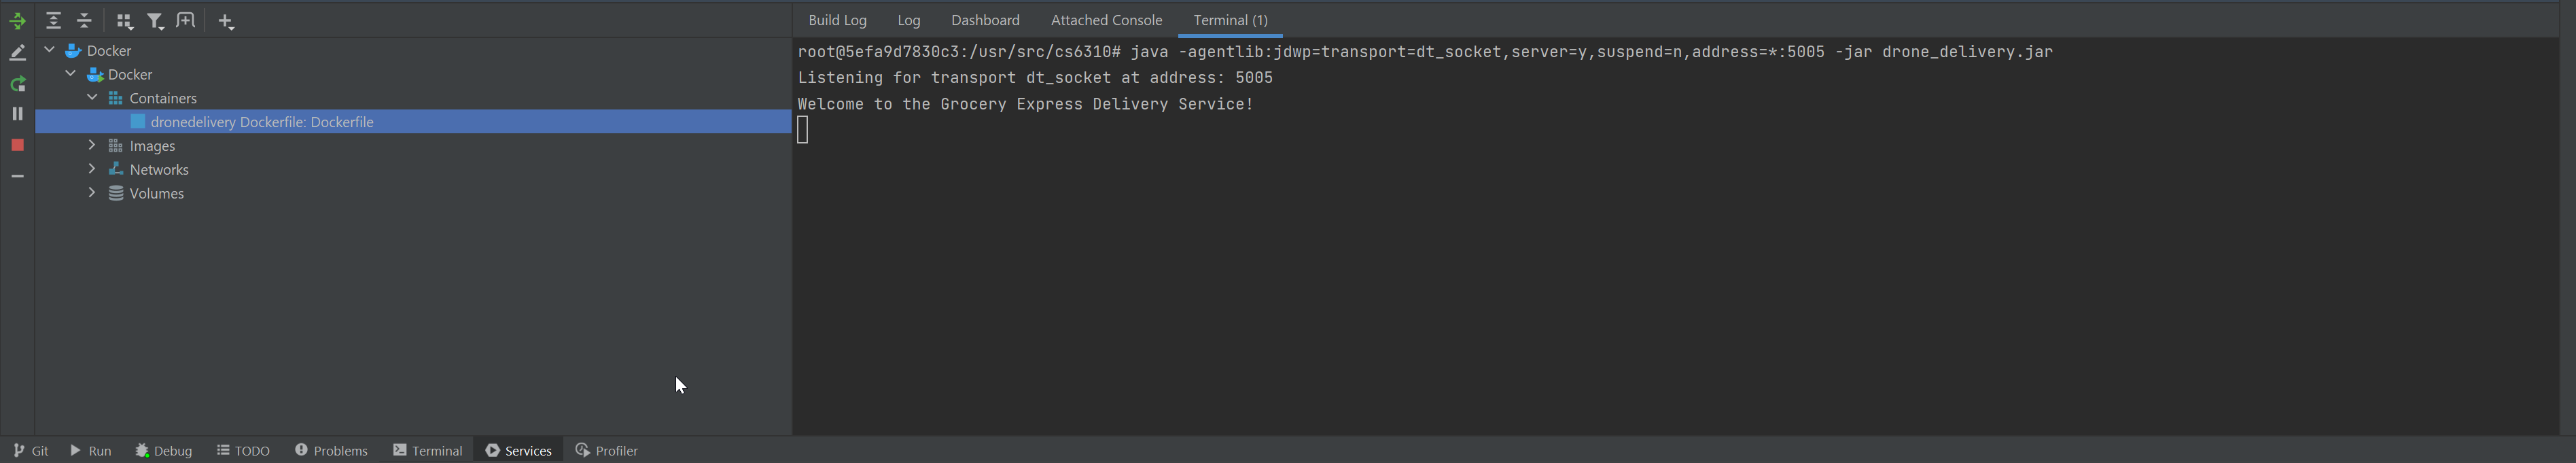 Build Log Log Dashboard Attached Console Terminal (1)
Docker
Docker
Containers
dronedelivery Dockerfile: Dockerfile
Images
Networks
Volumes
root@5efa9d7830c3:/usr/src/cs6310# java -agentlib:jdwp=transport=dt_socket,server=y,suspend=n,address=*:5005 -jar drone_delivery.jar
Listening for transport dt_socket at address: 5005
Welcome to the Grocery Express Delivery Service!
Git Run Debug TODO Problems Terminal Services Profiler